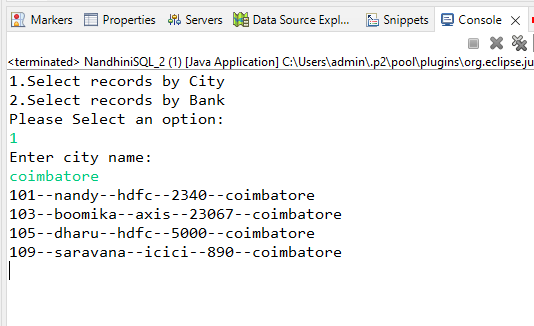 Markers Properties Servers Data Source Expl... Snippets Console
<terminated> NandhiniSQL_2 (1) [Java Application] C:\Users\admin\.p2\pool\plugins\org.eclipse.ju
1.Select records by City
2.Select records by Bank
Please Select an option:
1
Enter city name:
coimbatore
101--nandy--hdfc--2340--coimbatore
103--boomika--axis--23067--coimbatore
105--dharu--hdfc--5000--coimbatore
109--saravana--icici--890--coimbatore